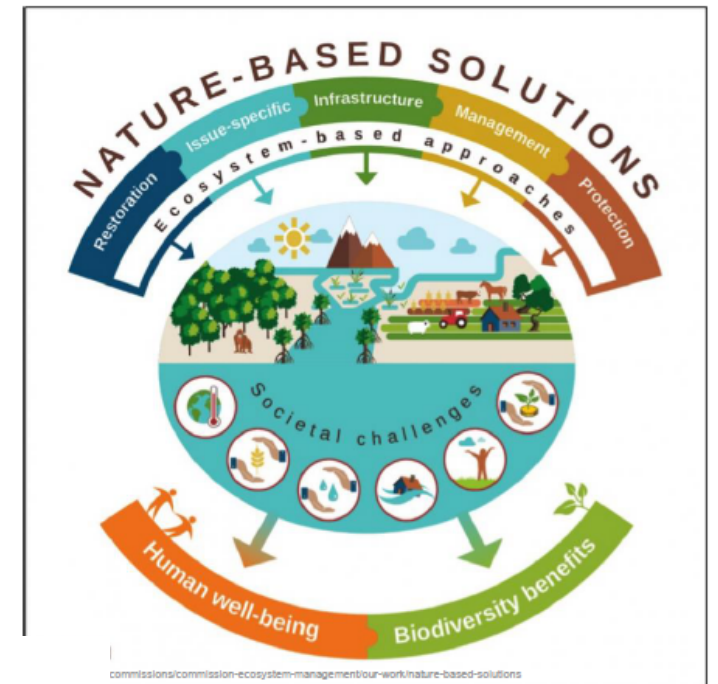 NATURE-BASED SOLUTIONS
Restoration
Issue-specific
Infrastructure
Management
Protection
Ecosystem-based approaches
Societal challenges
Human well-being
Biodiversity benefits
commissions/commission-ecosystem-management/our-work/nature-based-solutions